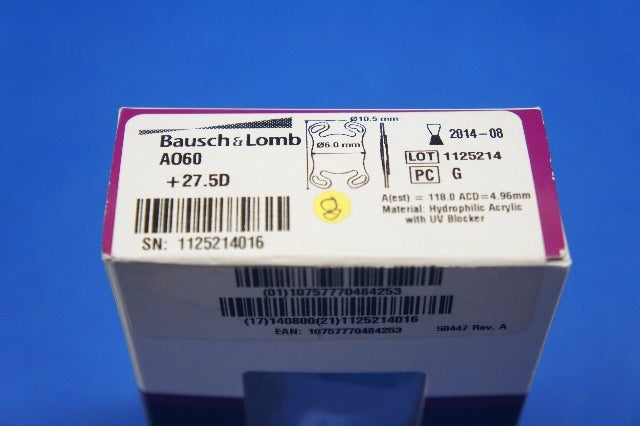 Bausch & Lomb
AO60
+27.5D
SN: 1125214016
Ø10.5 mm
Ø6.0 mm
2014-08
LOT 1125214
PC G
A(est) = 118.0 ACD=4.96mm
Material: Hydrophilic Acrylic
with UV Blocker
(01)10757770484253
(17)140800(21)1125214016
EAN: 10757770484253
50447 Rev. A